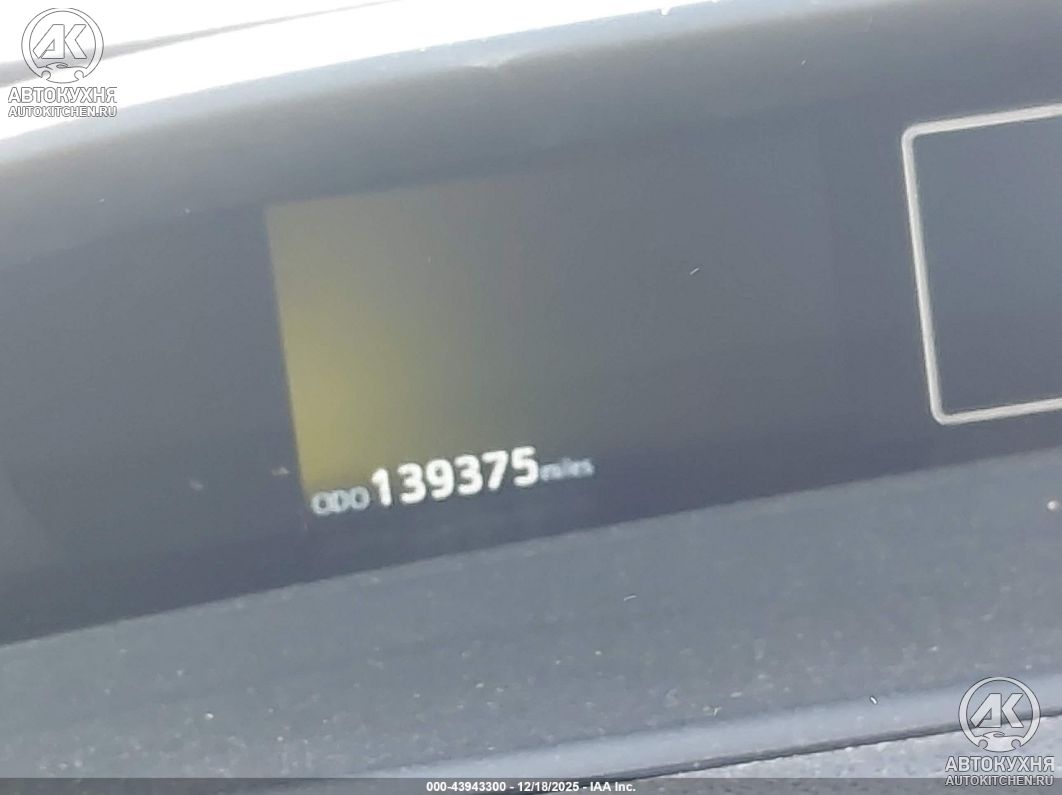 AK
АВТОКУХНЯ
AUTOKITCHEN.RU
ODO 139375 miles
AK
АВТОКУХНЯ
AUTOKITCHEN.RU
000-43943300 - 12/18/2025 - IAA Inc.